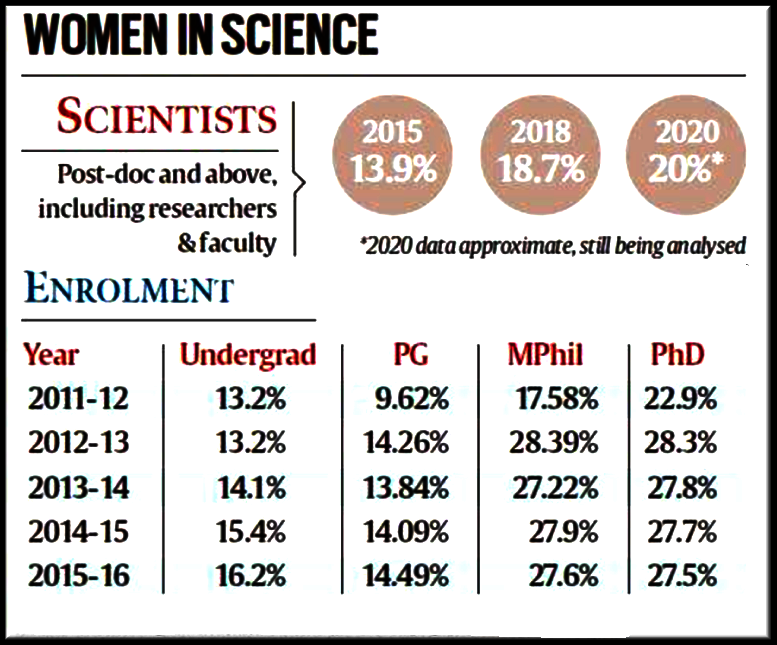 WOMEN IN SCIENCE
SCIENTISTS
Post-doc and above,
including researchers
& faculty
2015
13.9%
2018
18.7%
2020
20%*
*2020 data approximate, still being analysed
ENROLMENT
Year Undergrad PG MPhil PhD
2011-12 13.2% 9.62% 17.58% 22.9%
2012-13 13.2% 14.26% 28.39% 28.3%
2013-14 14.1% 13.84% 27.22% 27.8%
2014-15 15.4% 14.09% 27.9% 27.7%
2015-16 16.2% 14.49% 27.6% 27.5%